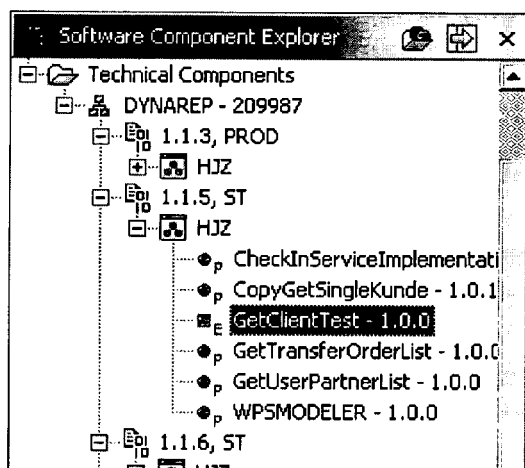 Software Component Explorer
Technical Components
DYNAREP - 209987
1.1.3, PROD
HJZ
1.1.5, ST
HJZ
p CheckInServiceImplementati
p CopyGetSingleKunde - 1.0.1
E GetClientTest - 1.0.0
p GetTransferOrderList - 1.0.0
p GetUserPartnerList - 1.0.0
p WPSMODELER - 1.0.0
1.1.6, ST
HJZ